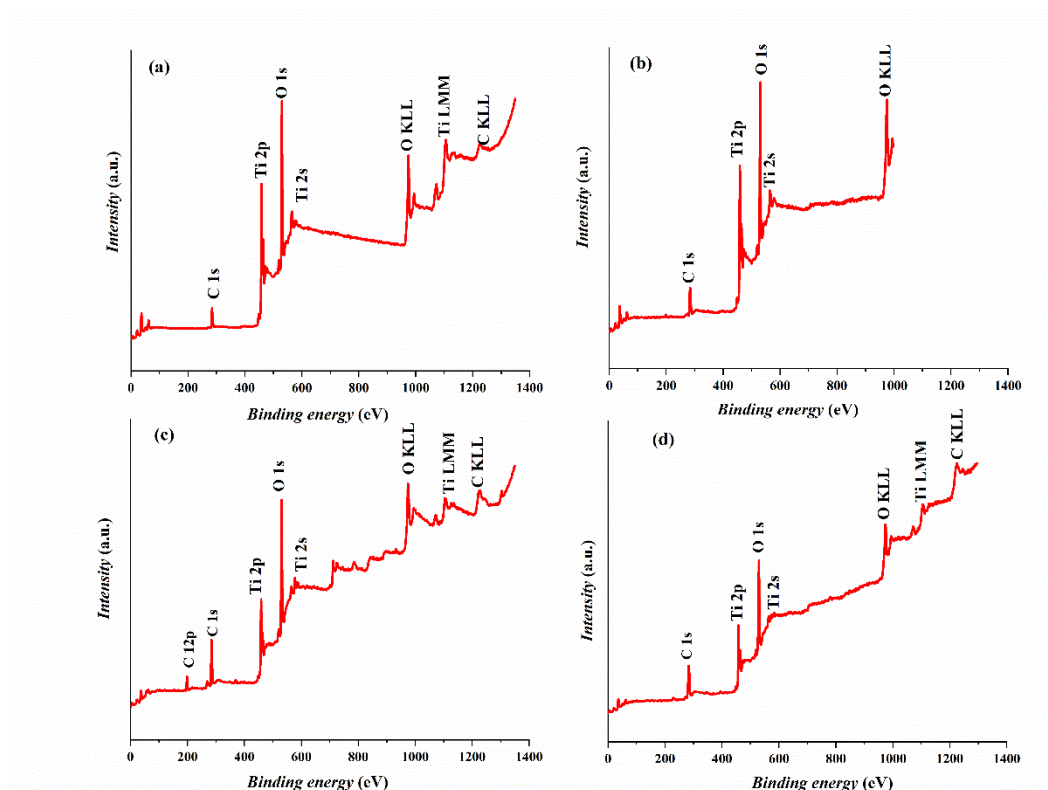 (a)
O 1s
Ti 2p
Ti 2s
C 1s
O KLL
Ti LMM
C KLL
Intensity (a.u.)
0 200 400 600 800 1000 1200 1400
Binding energy (eV)
(b)
O 1s
Ti 2p
Ti 2s
C 1s
O KLL
Intensity (a.u.)
0 200 400 600 800 1000 1200 1400
Binding energy (eV)
(c)
C 12p
C 1s
Ti 2p
O 1s
Ti 2s
O KLL
Ti LMM
C KLL
Intensity (a.u.)
0 200 400 600 800 1000 1200 1400
Binding energy (eV)
(d)
C 1s
Ti 2p
O 1s
Ti 2s
O KLL
Ti LMM
C KLL
Intensity (a.u.)
0 200 400 600 800 1000 1200 1400
Binding energy (eV)